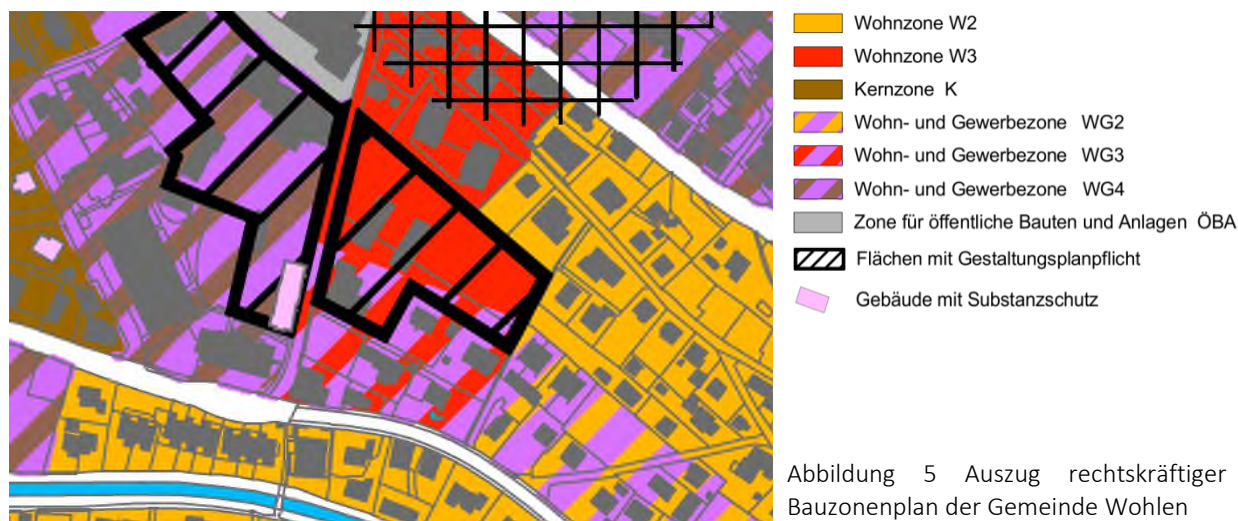 Wohnzone W2
Wohnzone W3
Kernzone K
Wohn- und Gewerbezone WG2
Wohn- und Gewerbezone WG3
Wohn- und Gewerbezone WG4
Zone für öffentliche Bauten und Anlagen ÖBA
Flächen mit Gestaltungsplanpflicht
Gebäude mit Substanzschutz
Abbildung 5 Auszug rechtskräftiger
Bauzonenplan der Gemeinde Wohlen